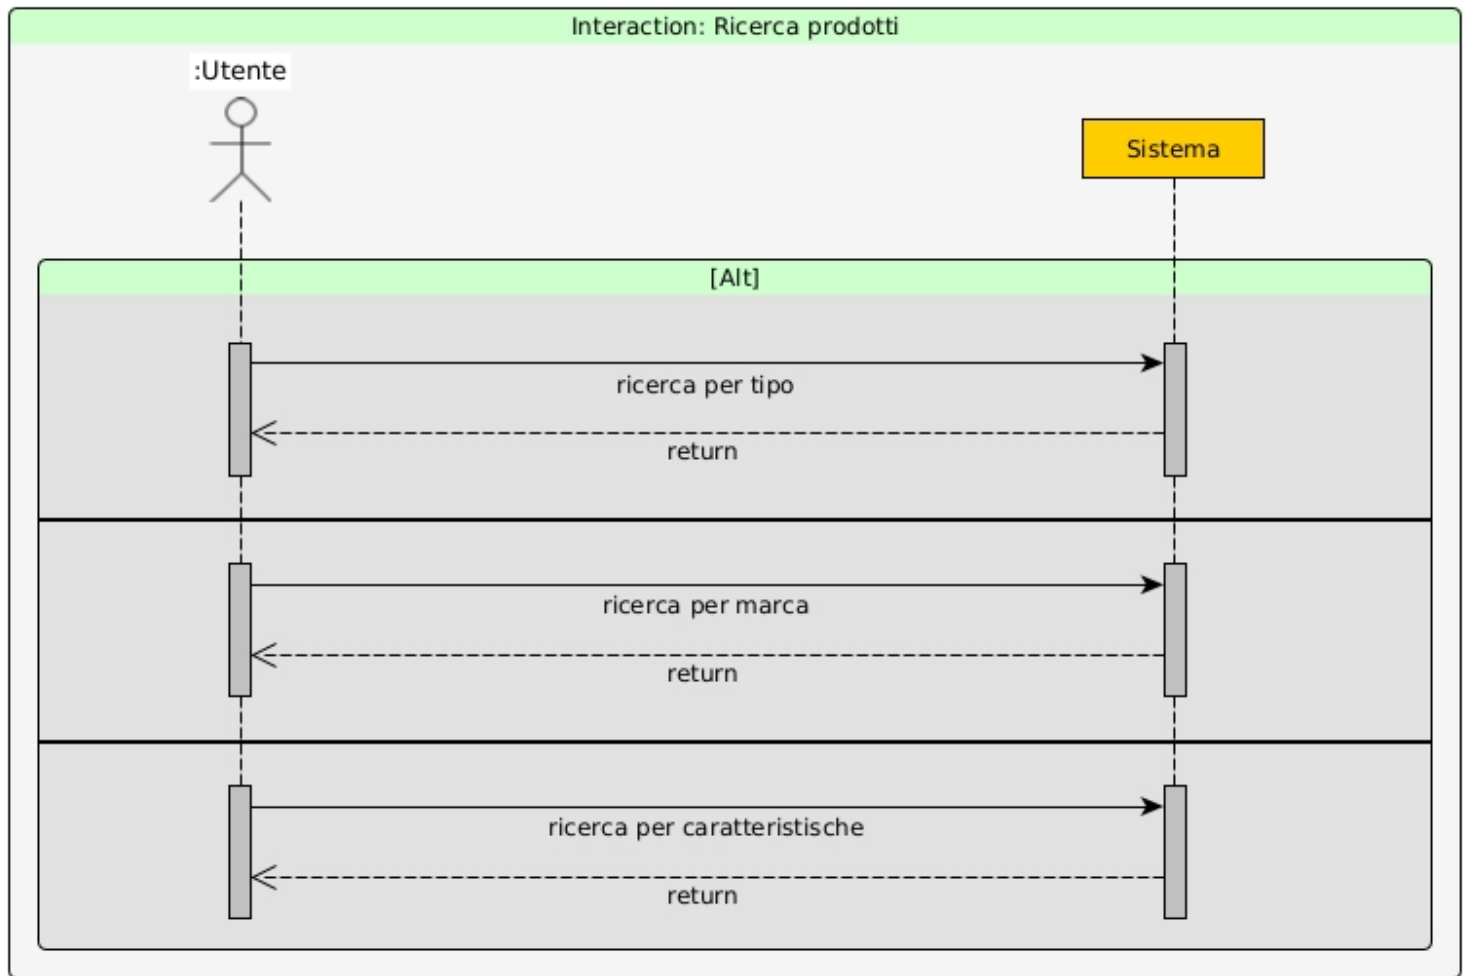 Interaction: Ricerca prodotti
:Utente
Sistema
[Alt]
ricerca per tipo
return
ricerca per marca
return
ricerca per caratteristische
return